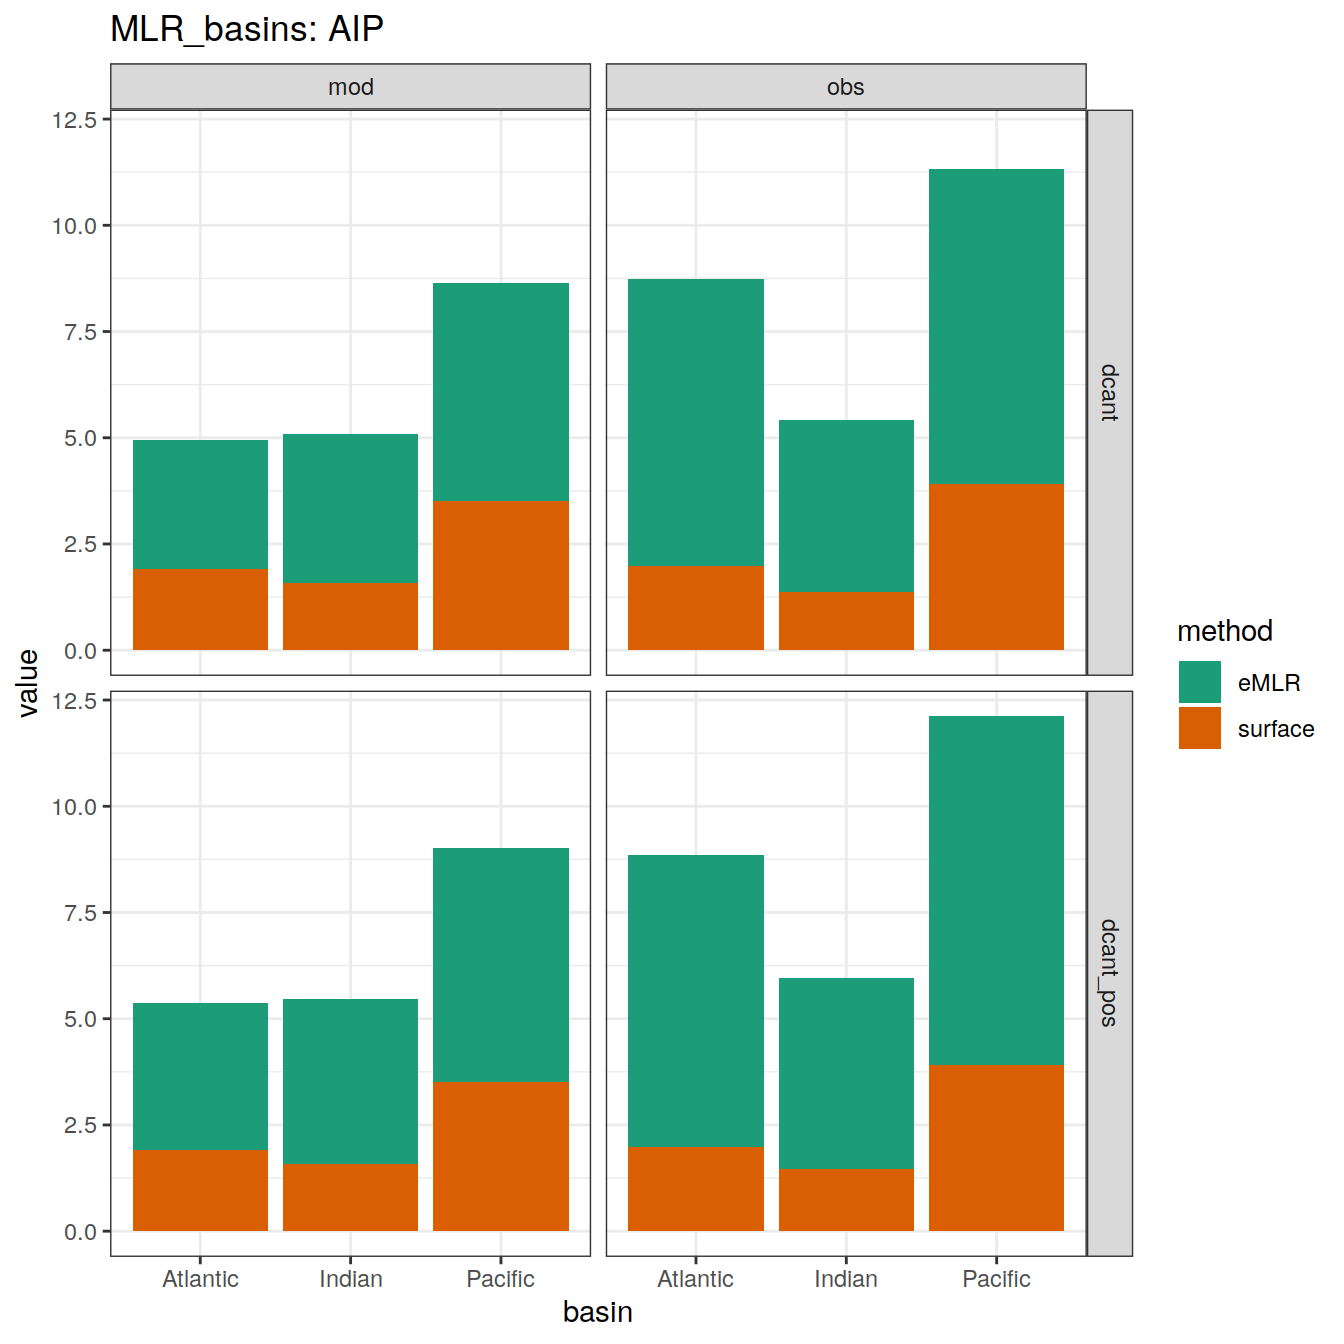 MLR_basins: AIP
mod
obs
12.5
10.0
7.5
5.0
2.5
0.0
dcant
value
12.5
10.0
7.5
5.0
2.5
0.0
dcant_pos
Atlantic
Indian
Pacific
Atlantic
Indian
Pacific
basin
method
eMLR
surface